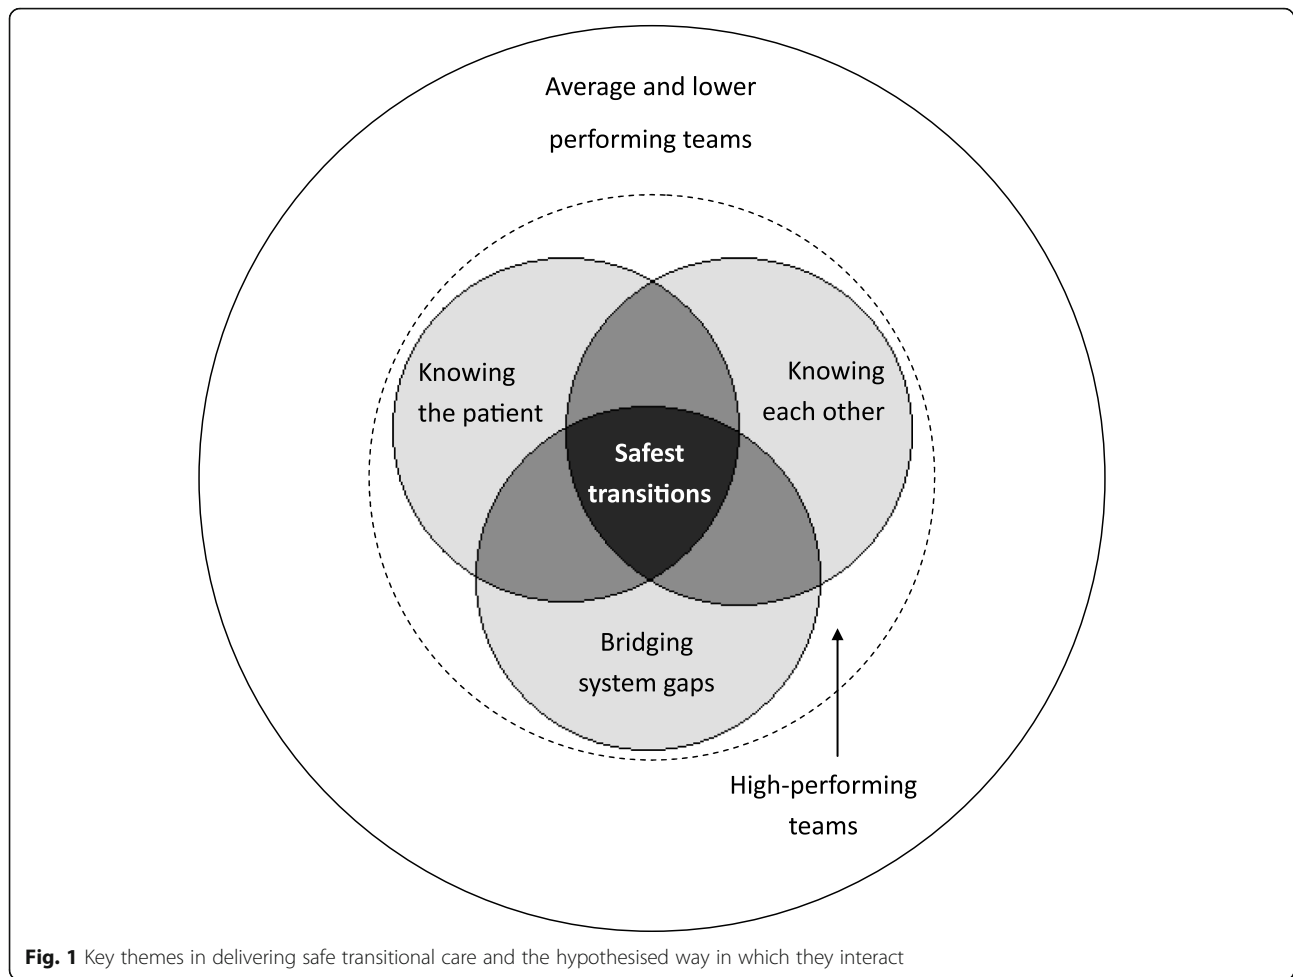 Average and lower
performing teams
Knowing
the patient
Knowing
each other
Safest
transitions
Bridging
system gaps
High-performing
teams
Fig. 1 Key themes in delivering safe transitional care and the hypothesised way in which they interact